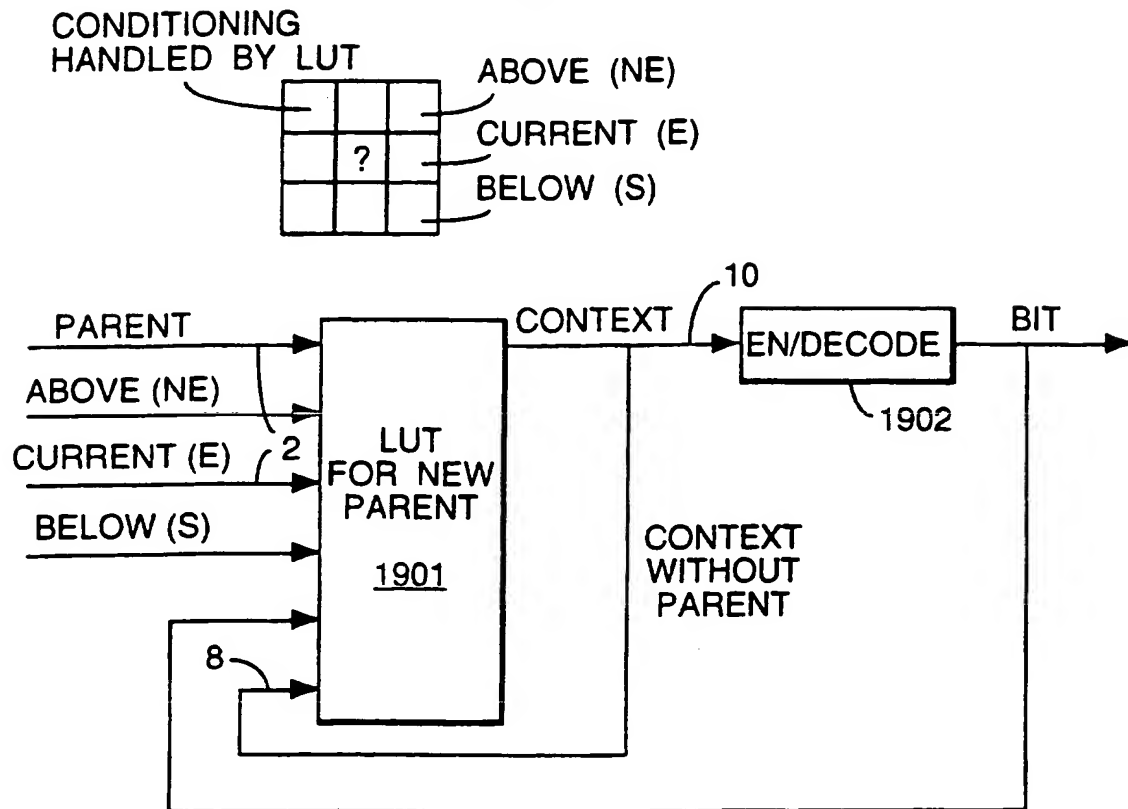 CONDITIONING
HANDLED BY LUT
ABOVE (NE)
CURRENT (E)
?
BELOW (S)
10
PARENT
CONTEXT
BIT
EN/DECODE
ABOVE (NE)
1902
2
CURRENT (E)
LUT
FOR NEW
PARENT
BELOW (S)
CONTEXT
WITHOUT
PARENT
1901
8